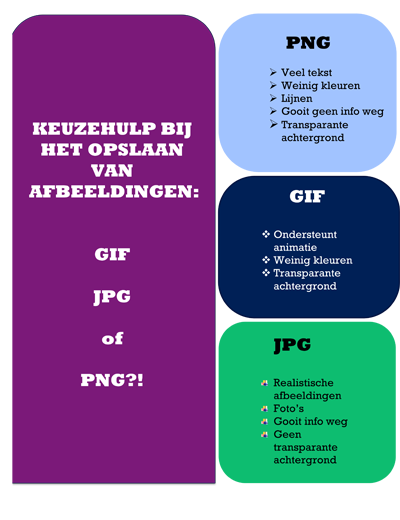 KEUZEHULP BIJ
HET OPSLAAN
VAN
AFBEELDINGEN:
GIF
JPG
of
PNG?!
PNG
Veel tekst
Weinig kleuren
Lijnen
Gooit geen info weg
Transparante
achtergrond
GIF
Ondersteunt
animatie
Weinig kleuren
Transparante
achtergrond
JPG
Realistische
afbeeldingen
Foto's
Gooit info weg
Geen
transparante
achtergrond